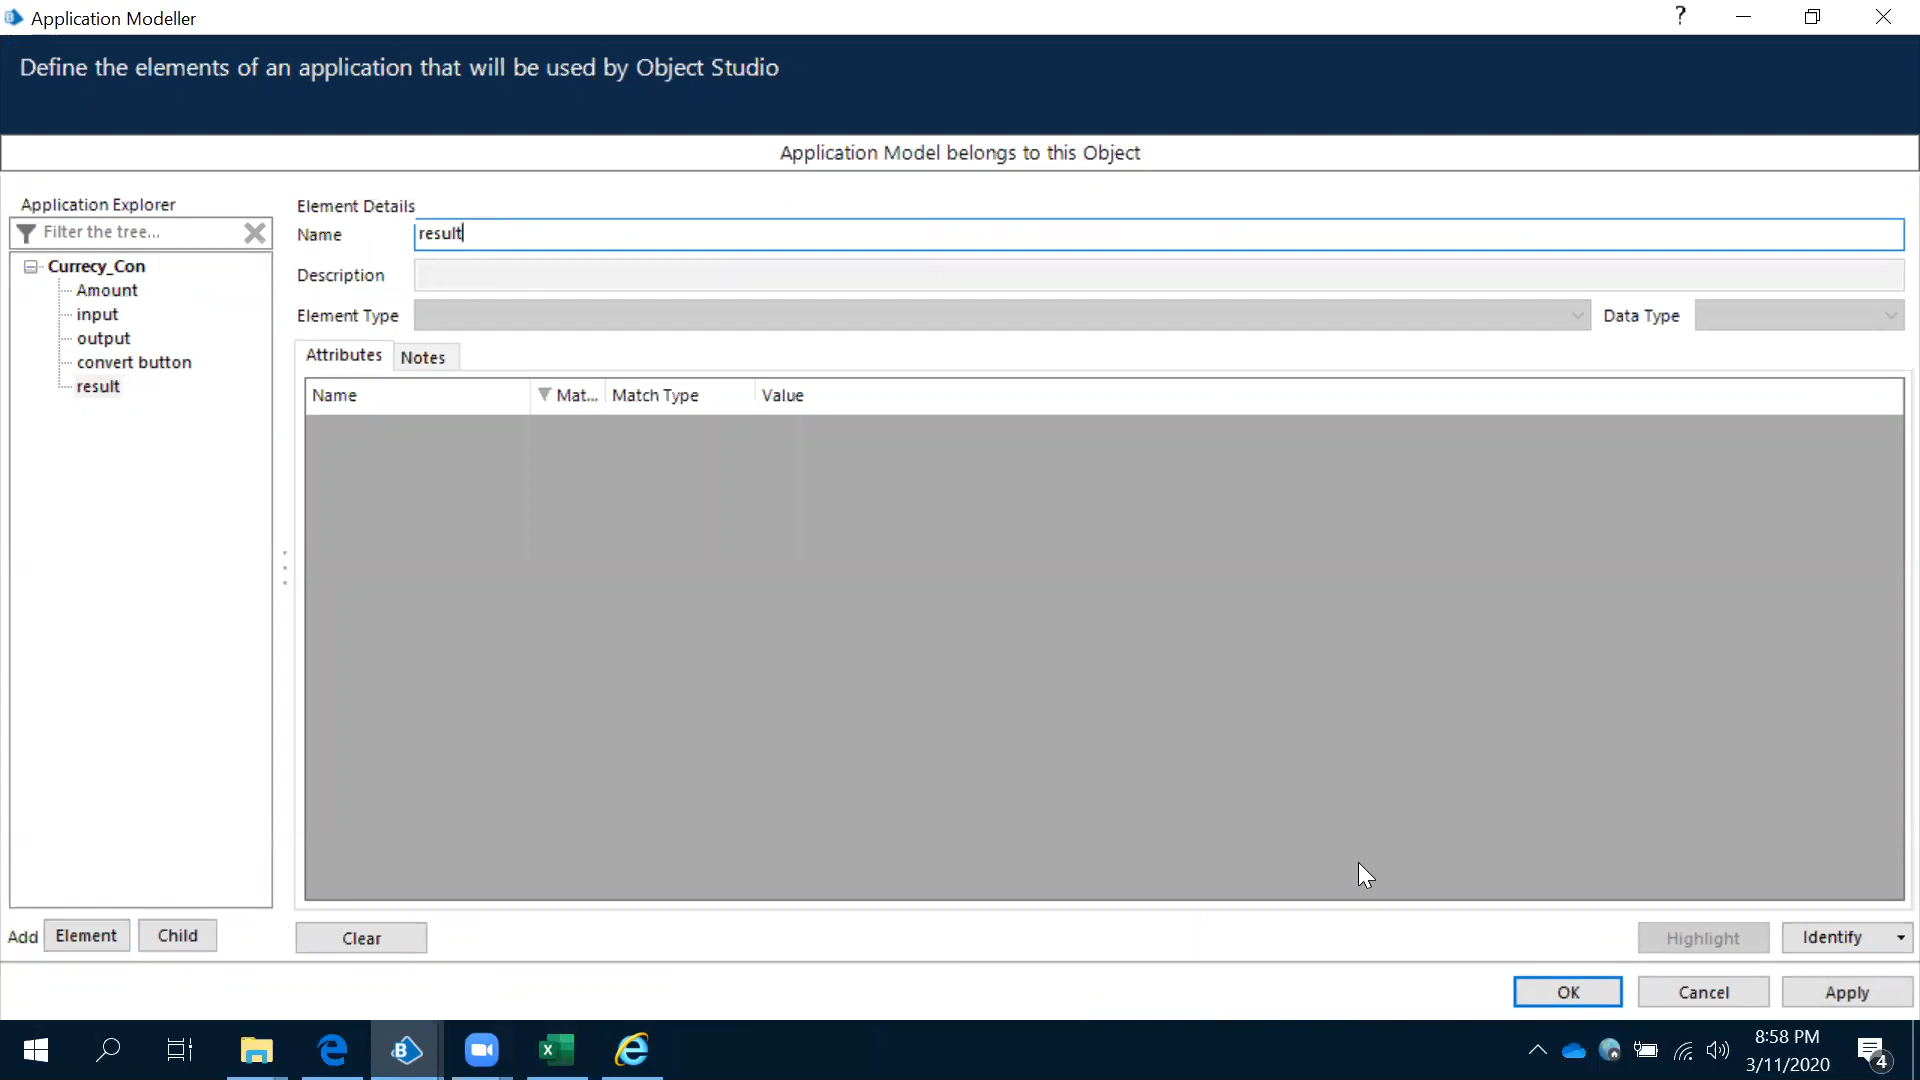 Application Modeller
?
Define the elements of an application that will be used by Object Studio
Application Model belongs to this Object
Application Explorer
Filter the tree...
Currecy_Con
Amount
input
output
convert button
result
Element Details
Name
result
Description
Element Type
Data Type
Attributes
Notes
Name
Mat...
Match Type
Value
Add
Element
Child
Clear
Highlight
Identify
OK
Cancel
Apply
8:58 PM
3/11/2020
4